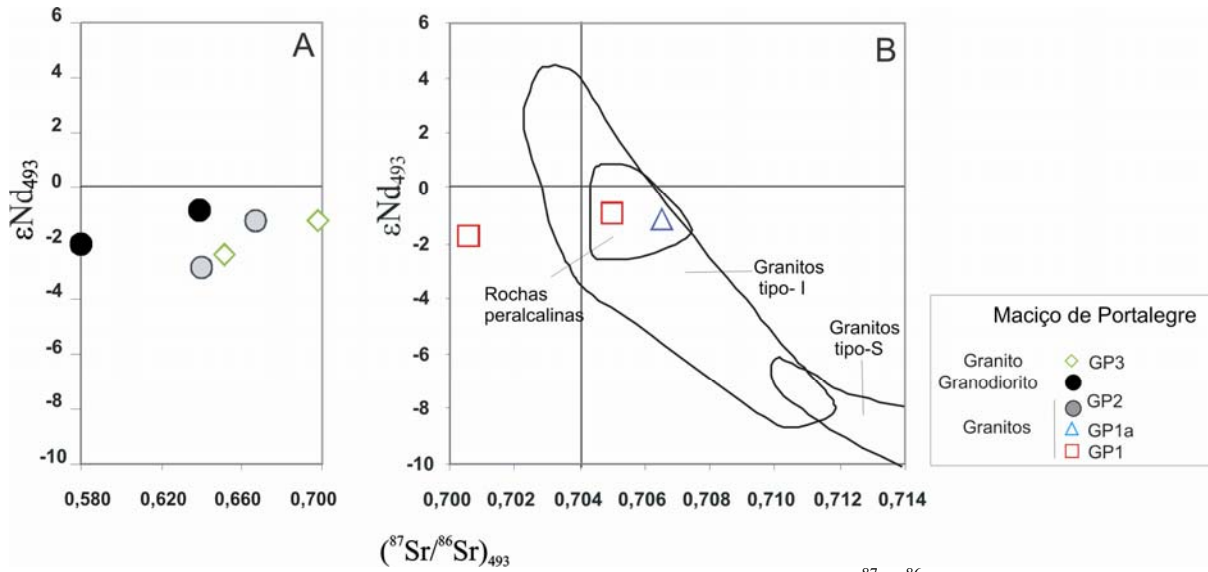 A
6
4
2
0
-2
-4
-6
-8
-10
εNd₄₉₃
0,580 0,620 0,660 0,700
B
6
4
2
0
-2
-4
-6
-8
-10
εNd₄₉₃
Rochas
peralcalinas
Granitos
tipo- I
Granitos
tipo-S
0,700 0,702 0,704 0,706 0,708 0,710 0,712 0,714
(⁸⁷Sr/⁸⁶Sr)₄₉₃
87 86
Maciço de Portalegre
Granito GP3
Granodiorito
GP2
Granitos GP1a
GP1